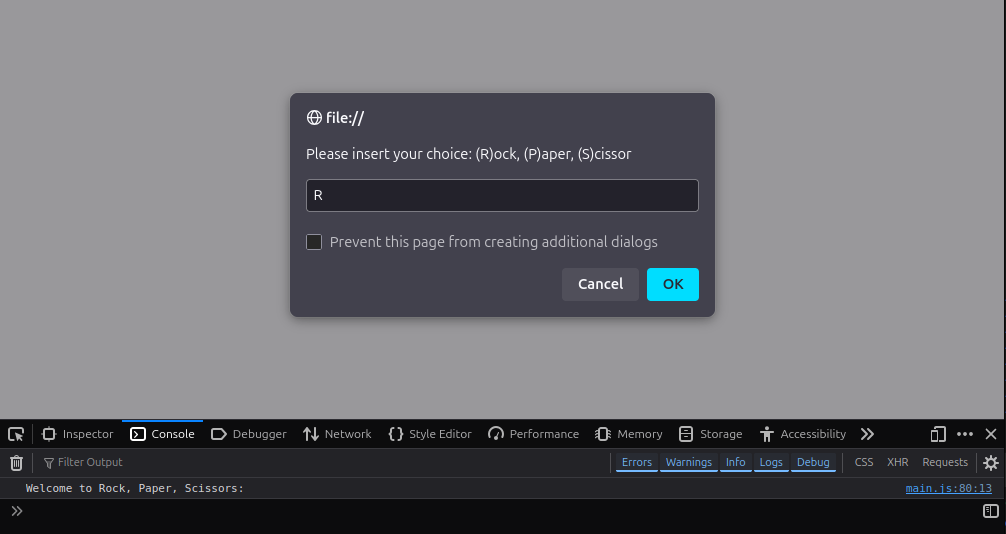 file://
Please insert your choice: (R)ock, (P)aper, (S)cissor
R
Prevent this page from creating additional dialogs
Cancel OK
Inspector Console Debugger Network Style Editor Performance Memory Storage Accessibility
Filter Output Errors Warnings Info Logs Debug CSS XHR Requests
Welcome to Rock, Paper, Scissors: main.js:80:13